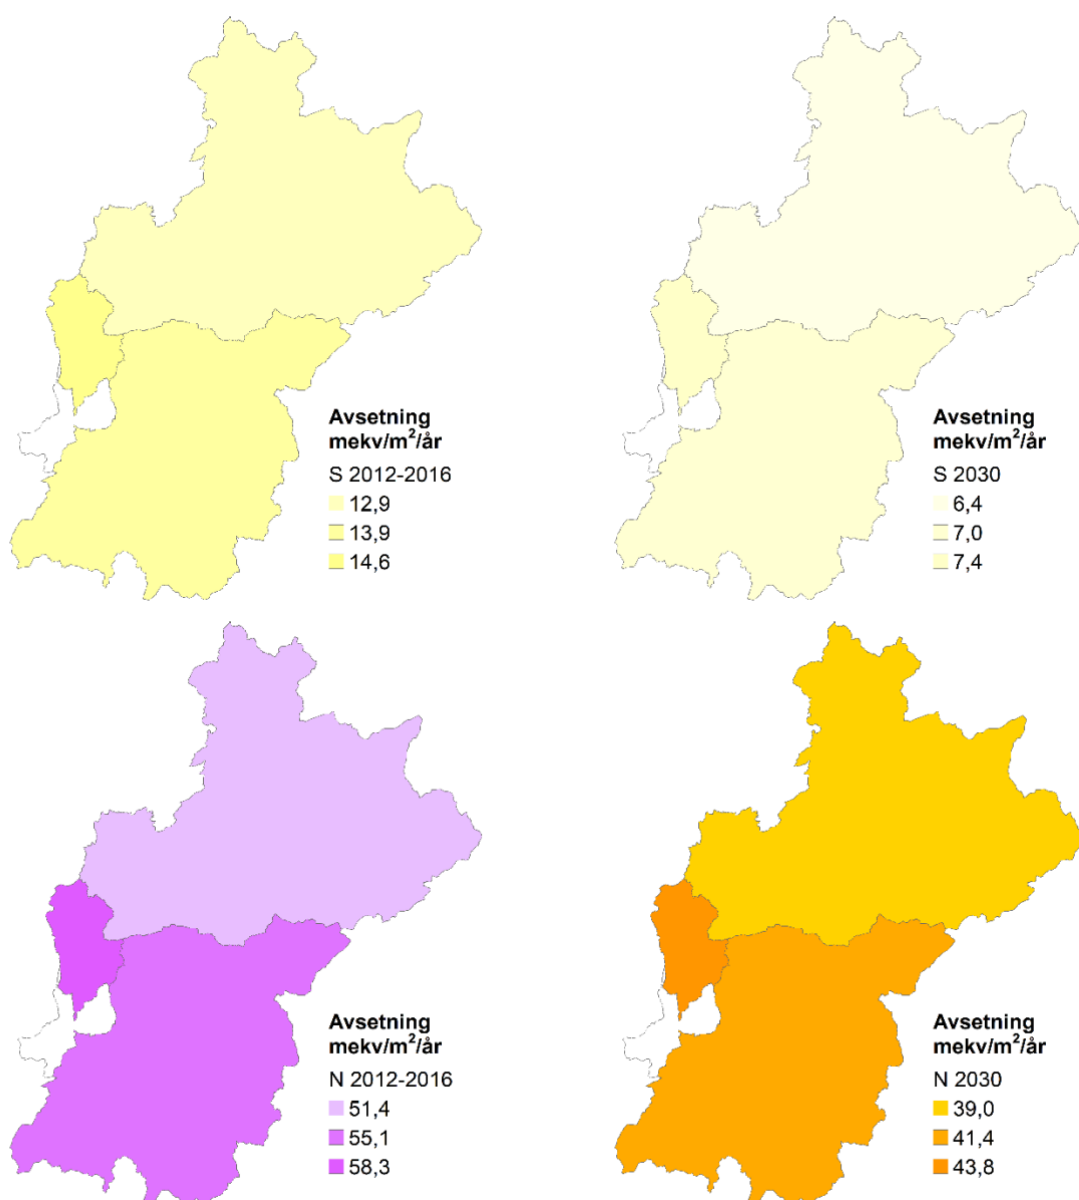 Avsetning
mekv/m²/år
S 2012-2016
12,9
13,9
14,6
Avsetning
mekv/m²/år
S 2030
6,4
7,0
7,4
Avsetning
mekv/m²/år
N 2012-2016
51,4
55,1
58,3
Avsetning
mekv/m²/år
N 2030
39,0
41,4
43,8